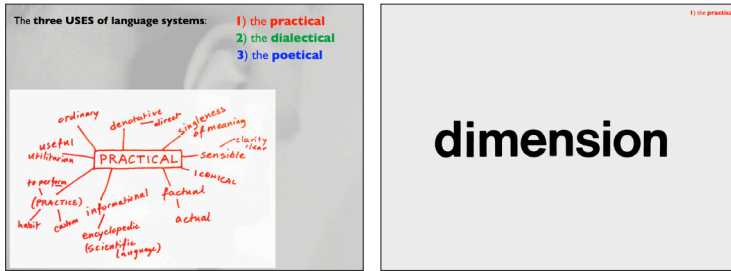 The three USES of language systems:
1) the practical
2) the dialectical
3) the poetical
ordinary
denotative
direct
singleness
of meaning
clarity
clear
useful
utilitarian
PRACTICAL
sensible
ICONICAL
to perform
(PRACTICE)
habit
custom
informational
encyclopedic
(scientific
language)
factual
actual
1) the practical
dimension